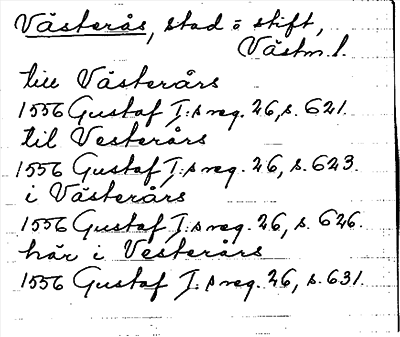 Västerås, stad o stift,
Västm. l.
till Västerårs
1556 Gustaf I:s reg. 26, s. 621.
til Vesterårs
1556 Gustaf I:s reg. 26, s. 623.
i Västerårs
1556 Gustaf I:s reg. 26, s. 626.
här i Vesterårs
1556 Gustaf I:s reg. 26, s. 631.